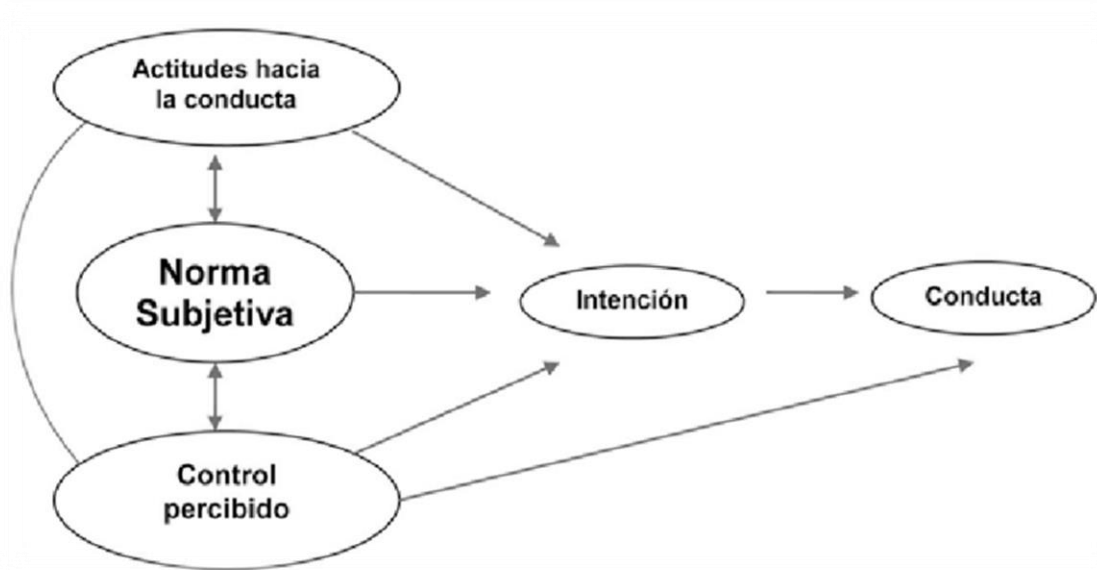 Actitudes hacia
la conducta
Norma
Subjetiva
Intención
Conducta
Control
percibido